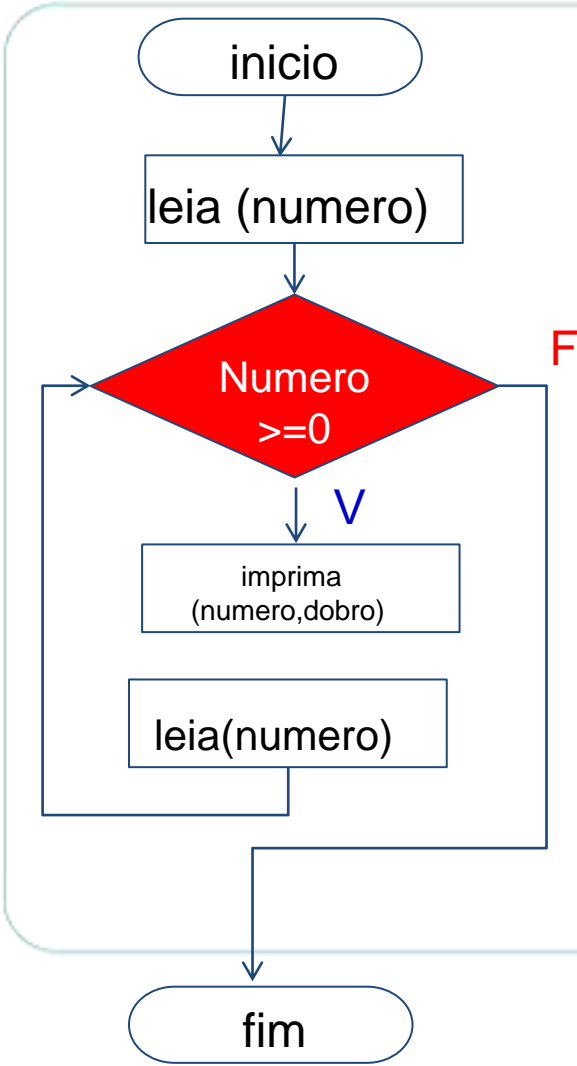 inicio
leia (numero)
F
Numero
>=0
V
imprima
(numero,dobro)
leia(numero)
fim